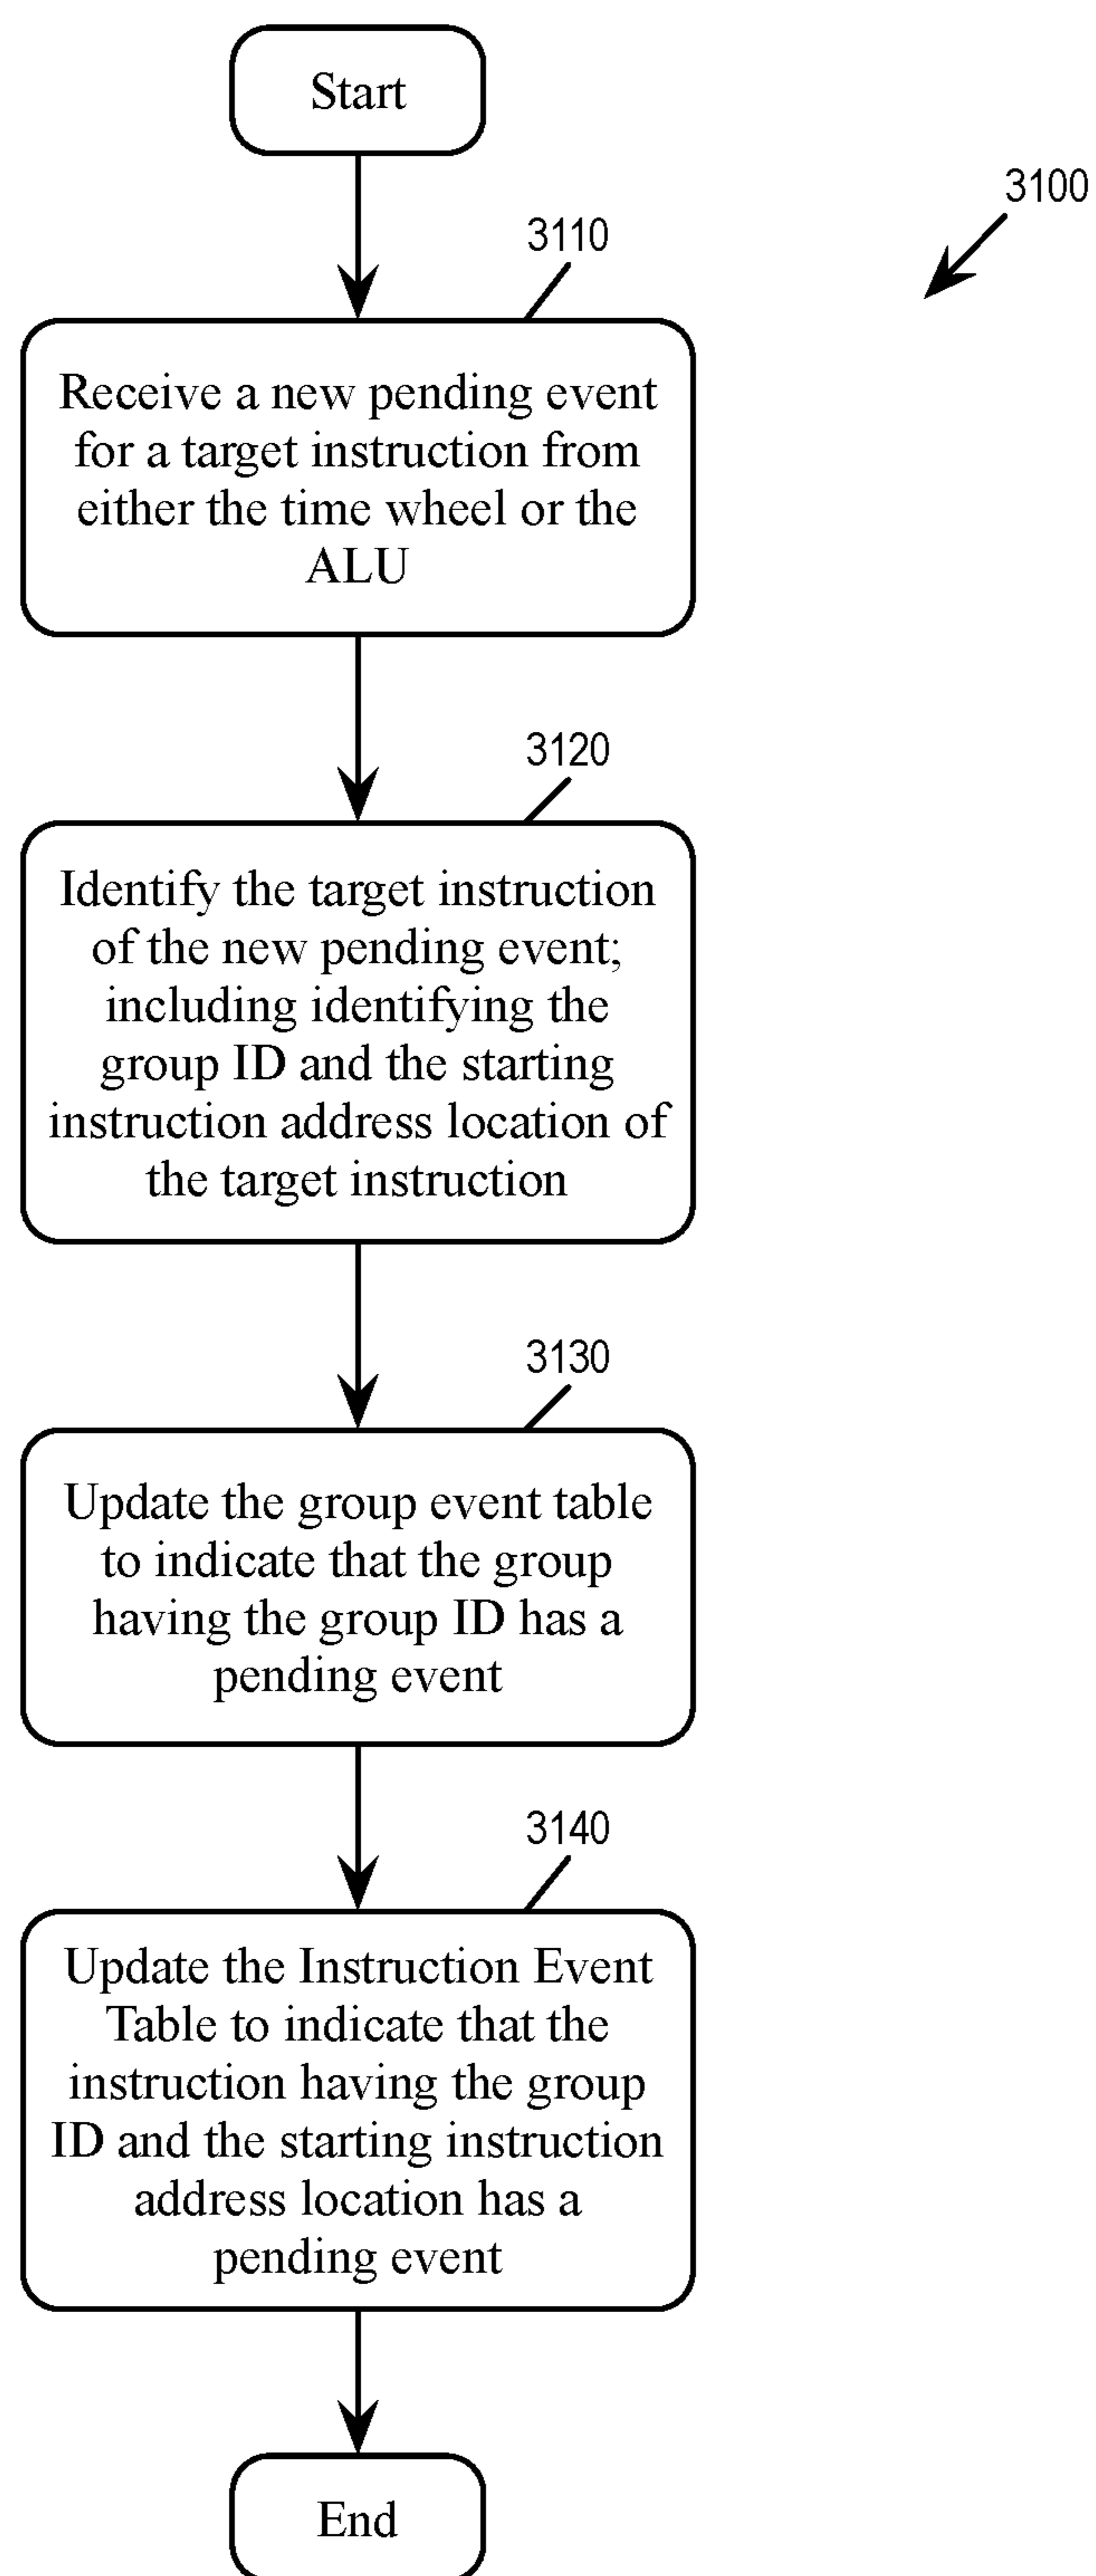 Start
3100
3110
Receive a new pending event
for a target instruction from
either the time wheel or the
ALU
3120
Identify the target instruction
of the new pending event;
including identifying the
group ID and the starting
instruction address location of
the target instruction
3130
Update the group event table
to indicate that the group
having the group ID has a
pending event
3140
Update the Instruction Event
Table to indicate that the
instruction having the group
ID and the starting instruction
address location has a
pending event
End